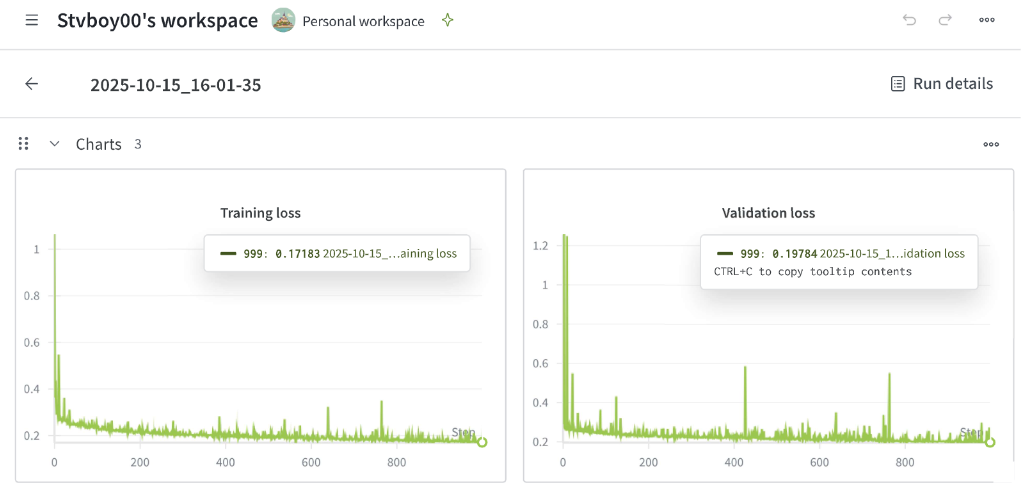 Stvboy00's workspace Personal workspace
2025-10-15_16-01-35 Run details
Charts 3
Training loss
999: 0.17183 2025-10-15_...aining loss
1
0.8
0.6
0.4
0.2
Step
0 200 400 600 800
Validation loss
999: 0.19784 2025-10-15_1...idation loss
CTRL+C to copy tooltip contents
1.2
1
0.8
0.6
0.4
0.2
Step
0 200 400 600 800